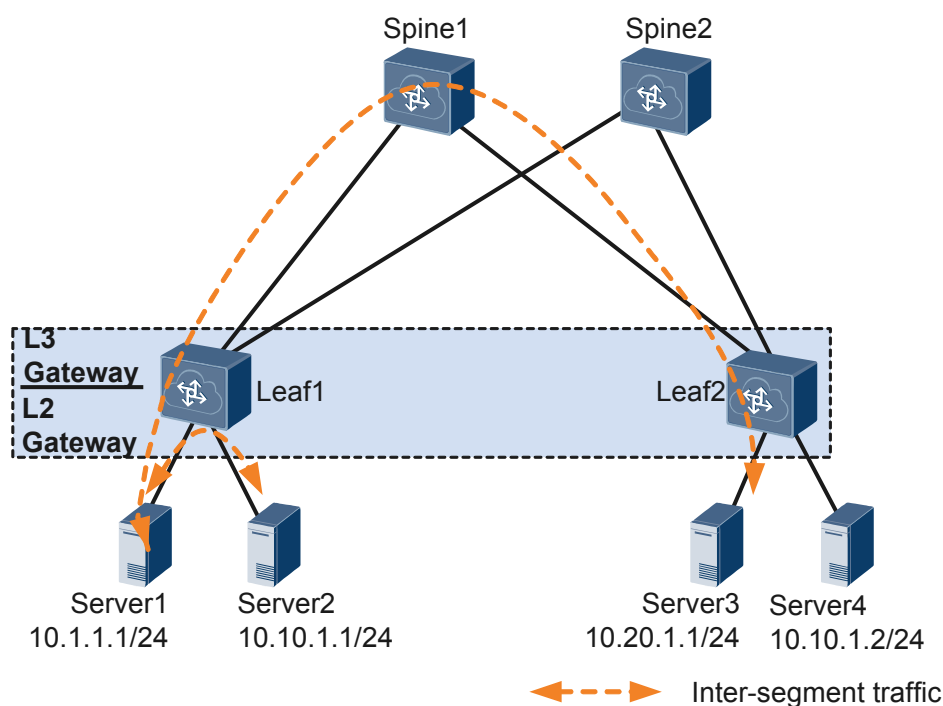 Spine1
Spine2
L3
Gateway
L2
Gateway
Leaf1
Leaf2
Server1
10.1.1.1/24
Server2
10.10.1.1/24
Server3
10.20.1.1/24
Server4
10.10.1.2/24
Inter-segment traffic